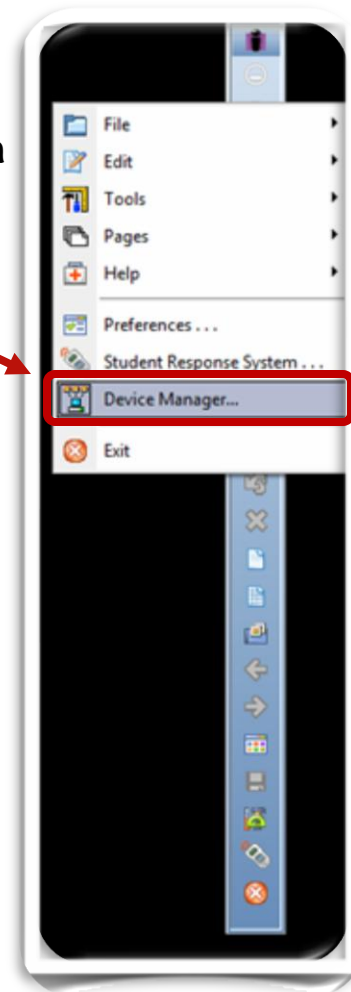 File
Edit
Tools
Pages
Help
Preferences . . .
Student Response System . . .
Device Manager...
Exit